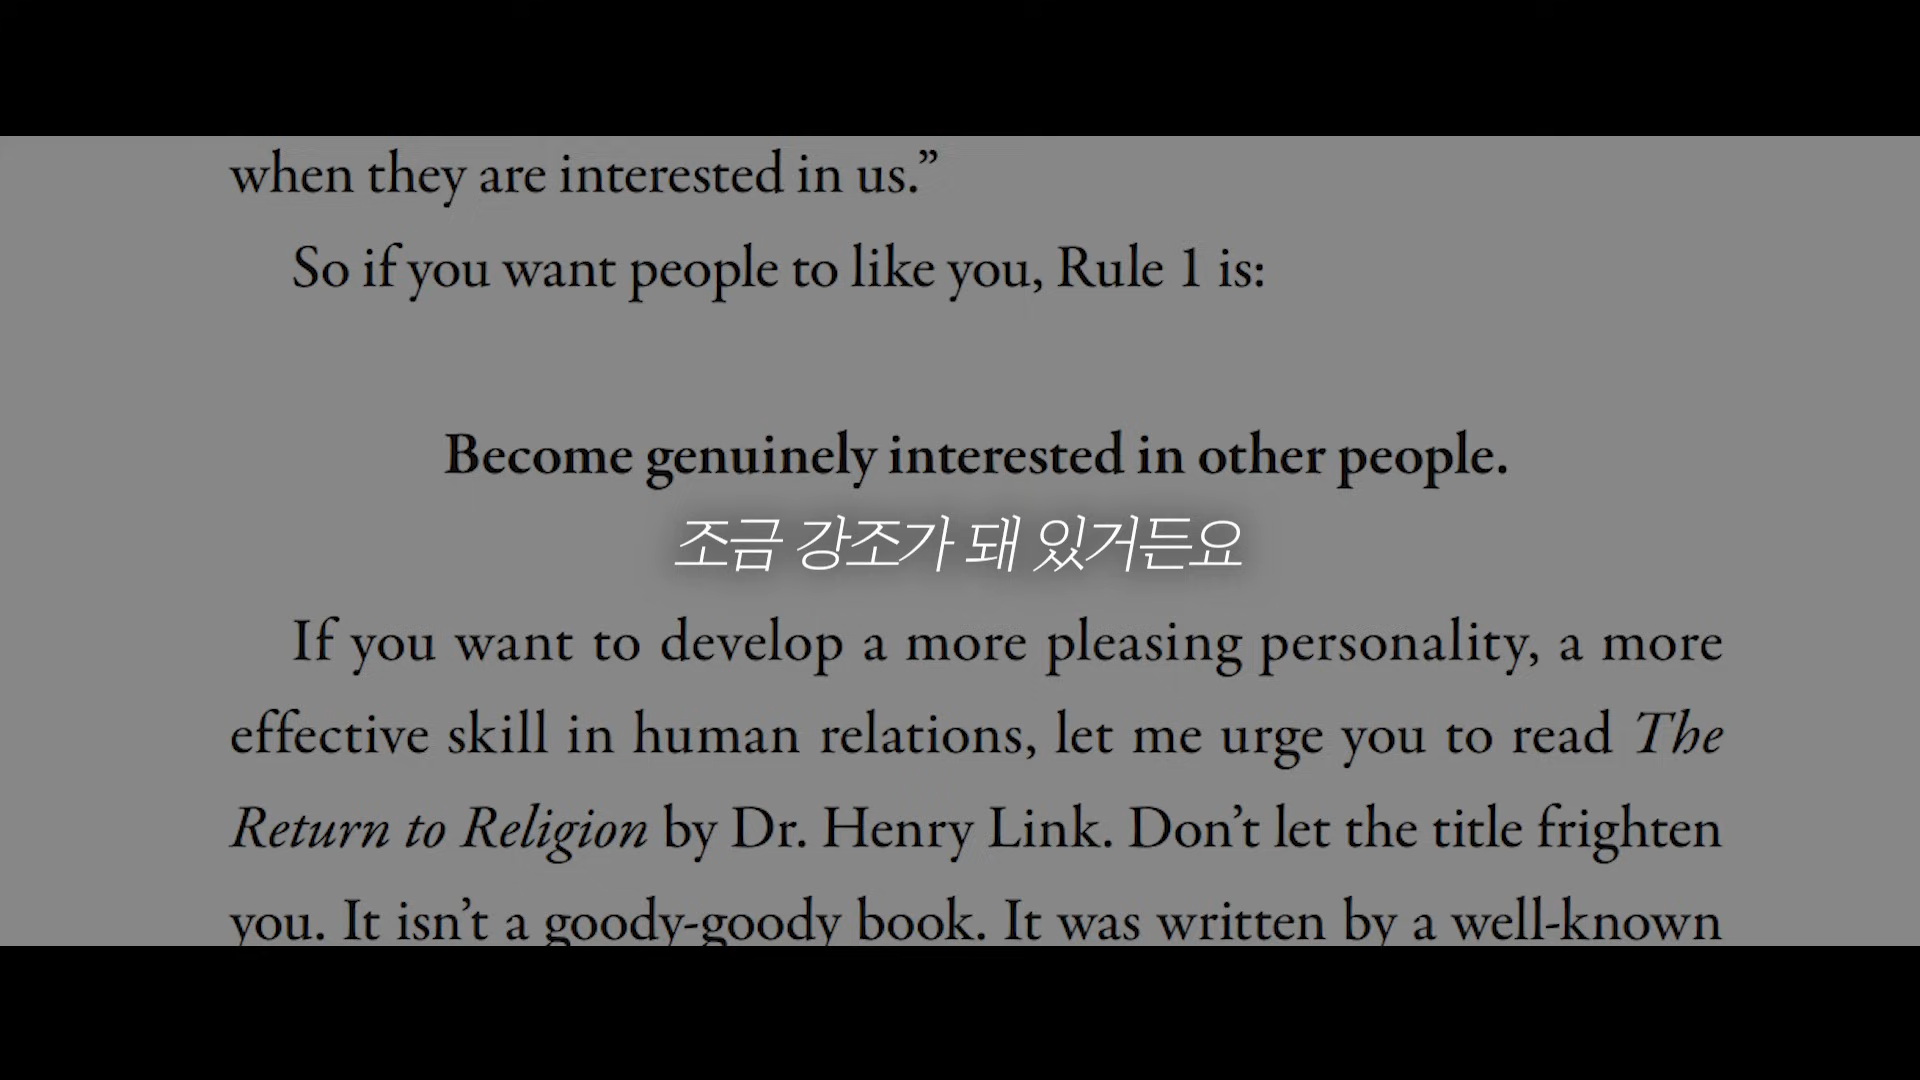 when they are interested in us.”
So if you want people to like you, Rule 1 is:
Become genuinely interested in other people.
조금 강조가 돼 있거든요
If you want to develop a more pleasing personality, a more
effective skill in human relations, let me urge you to read The
Return to Religion by Dr. Henry Link. Don’t let the title frighten
you. It isn’t a goody-goody book. It was written by a well-known